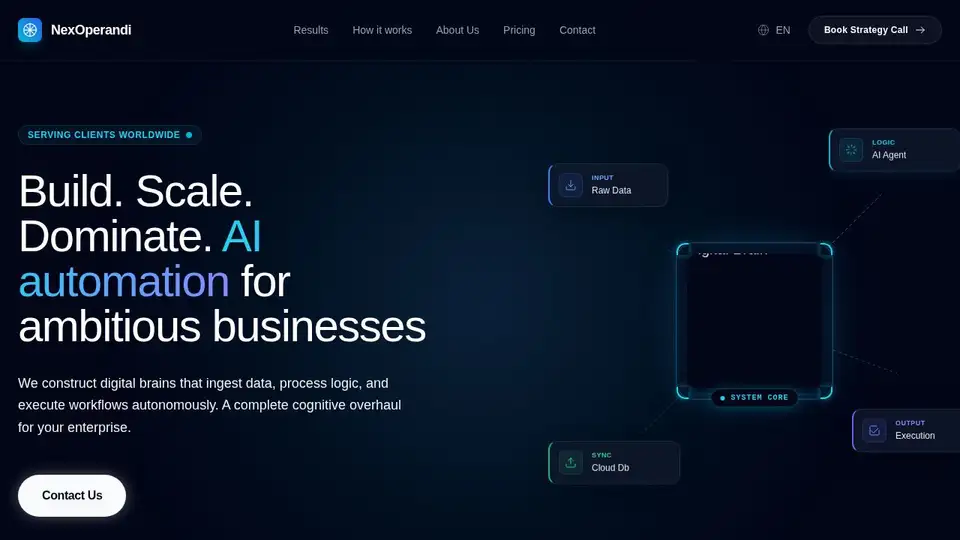 NexOperandi
Results
How it works
About Us
Pricing
Contact
EN
Book Strategy Call
SERVING CLIENTS WORLDWIDE
Build. Scale.
Dominate. AI
automation for
ambitious businesses
We construct digital brains that ingest data, process logic, and
execute workflows autonomously. A complete cognitive overhaul
for your enterprise.
Contact Us
INPUT
Raw Data
LOGIC
AI Agent
SYSTEM CORE
OUTPUT
Execution
SYNC
Cloud Db